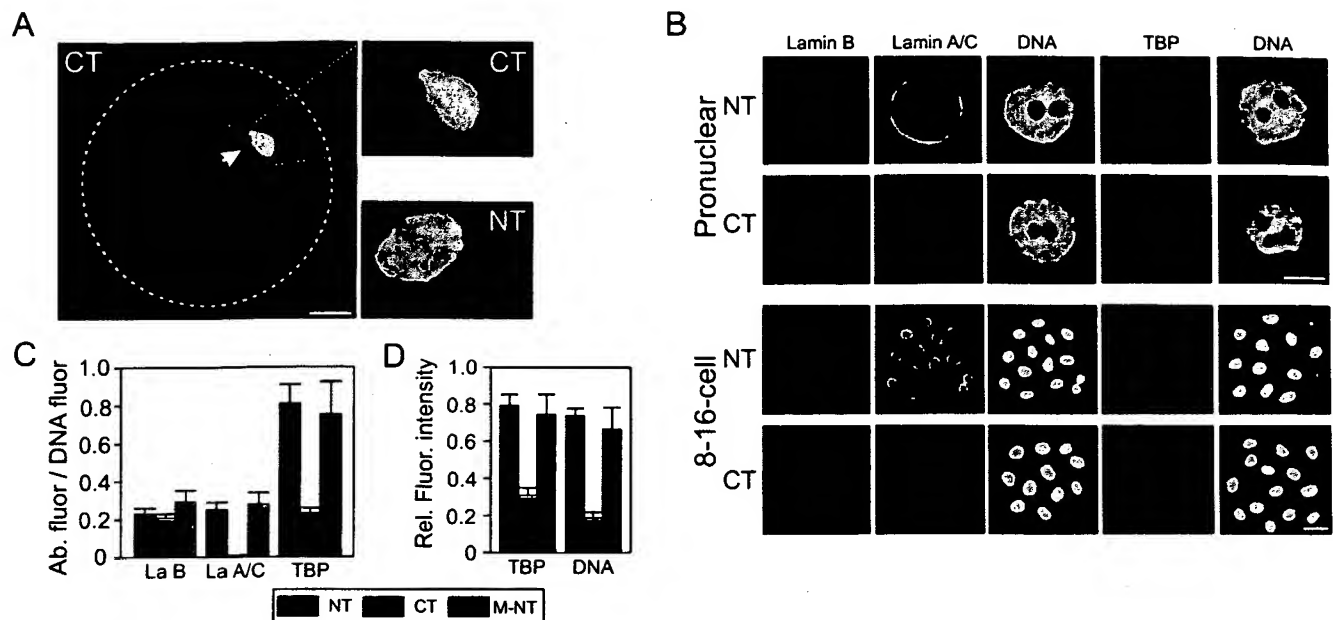 A
CT
CT
NT
B
Lamin B Lamin A/C DNA TBP DNA
Pronuclear
NT
CT
8-16-cell
NT
CT
C
Ab. fluor / DNA fluor
1.0
0.8
0.6
0.4
0.2
0
La B La A/C TBP
D
Rel. Fluor. intensity
1.0
0.8
0.6
0.4
0.2
0
TBP DNA
NT CT M-NT